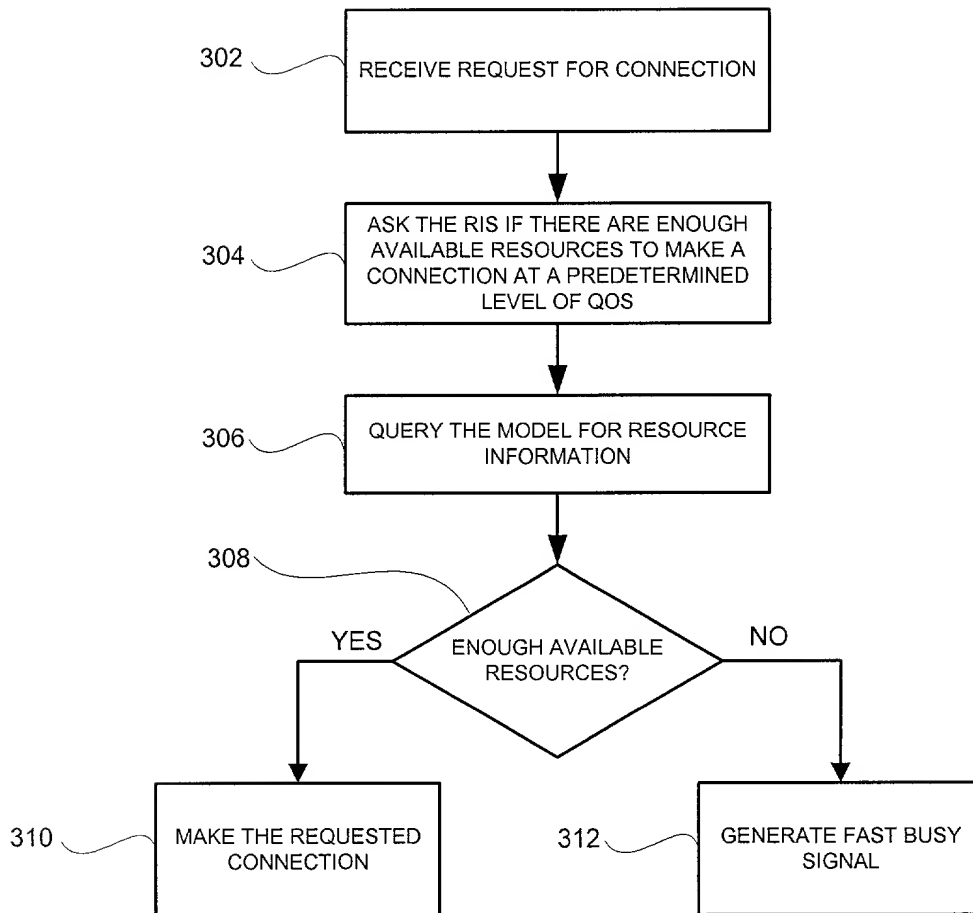 302
RECEIVE REQUEST FOR CONNECTION
304
ASK THE RIS IF THERE ARE ENOUGH
AVAILABLE RESOURCES TO MAKE A
CONNECTION AT A PREDETERMINED
LEVEL OF QOS
306
QUERY THE MODEL FOR RESOURCE
INFORMATION
308
YES
NO
ENOUGH AVAILABLE
RESOURCES?
310
MAKE THE REQUESTED
CONNECTION
312
GENERATE FAST BUSY
SIGNAL